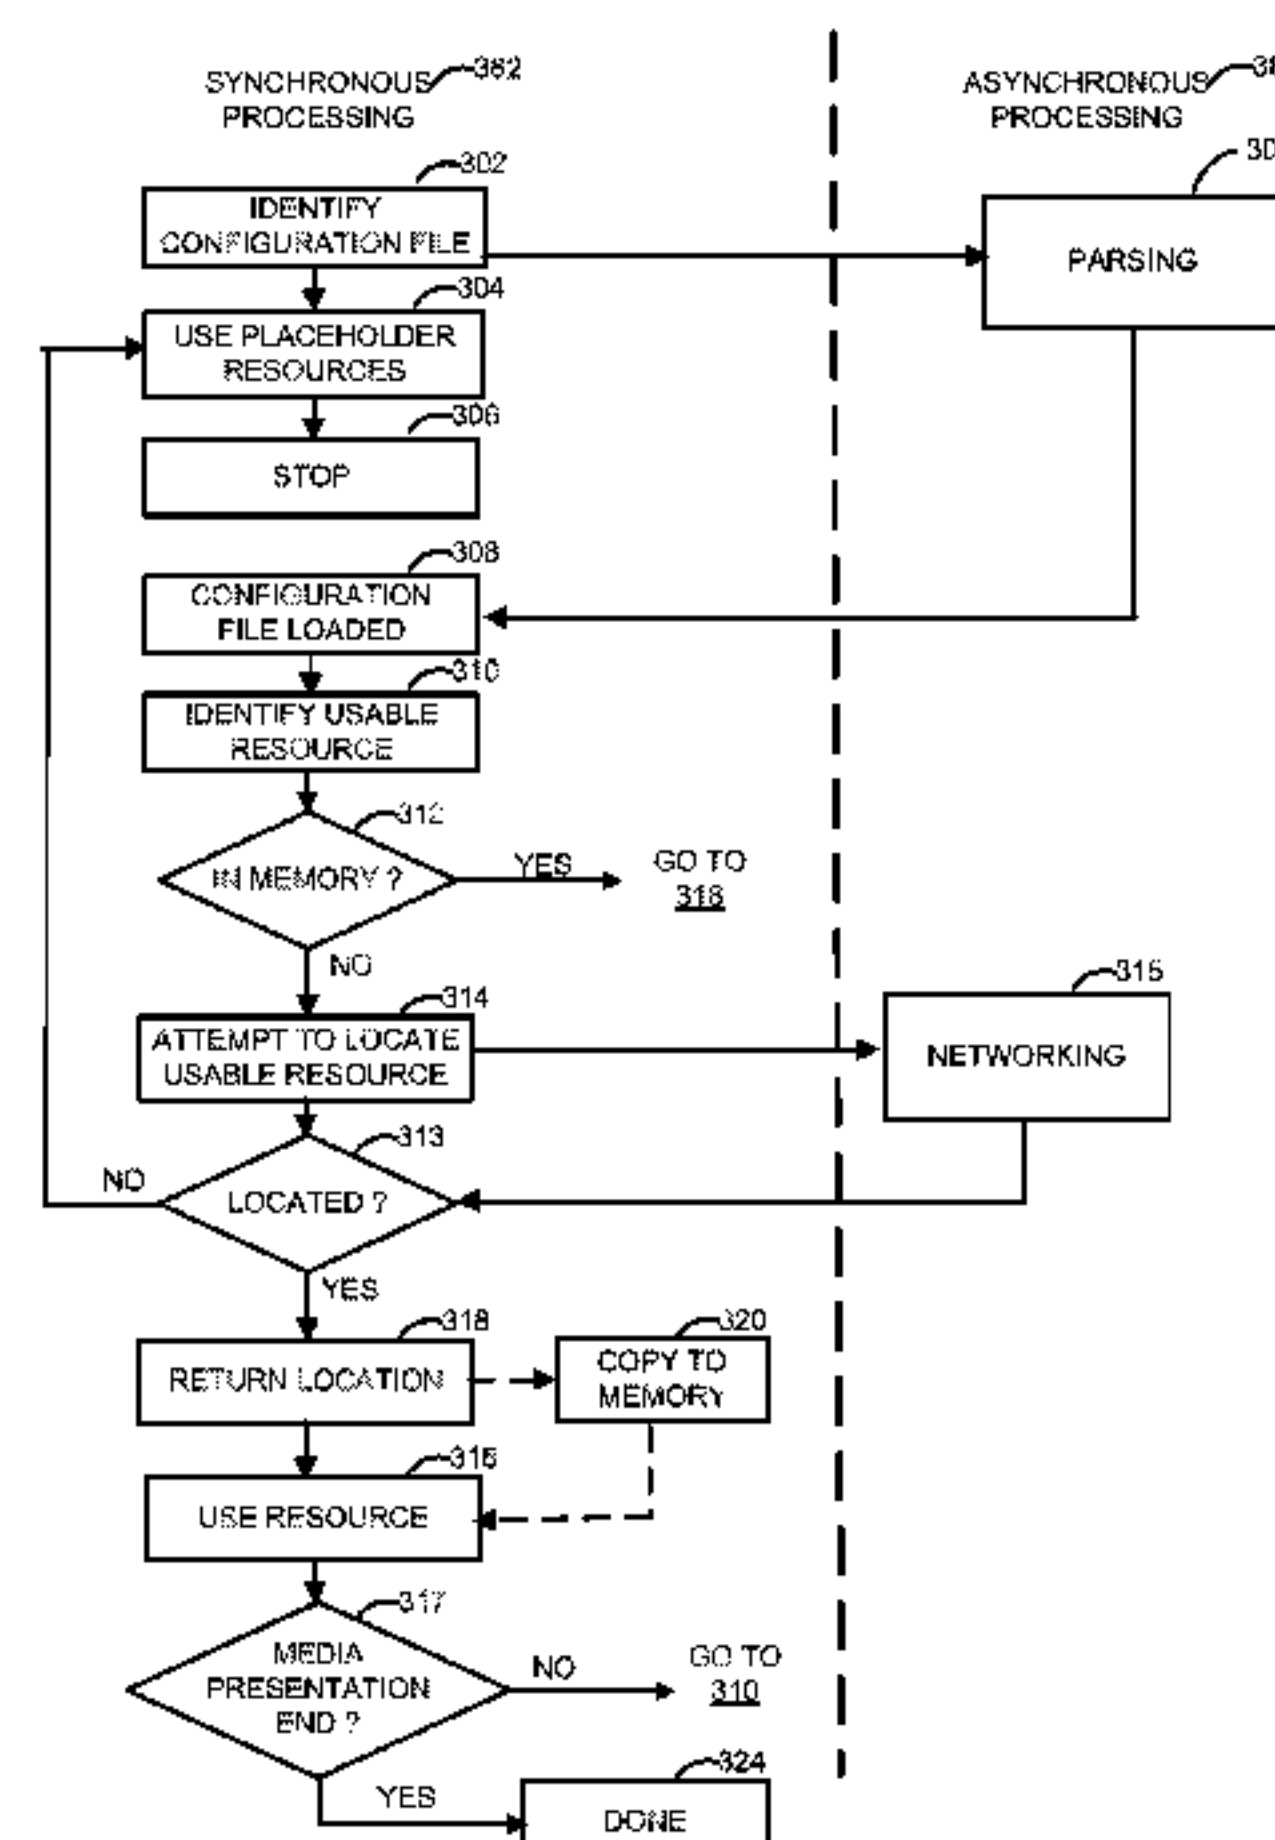 SYNCHRONOUS
PROCESSING
382
ASYNCHRONOUS
PROCESSING
302
IDENTIFY
CONFIGURATION FILE
PARSING
304
USE PLACEHOLDER
RESOURCES
306
STOP
308
CONFIGURATION
FILE LOADED
310
IDENTIFY USABLE
RESOURCE
312
IN MEMORY ?
YES
GO TO
318
NO
314
ATTEMPT TO LOCATE
USABLE RESOURCE
NETWORKING
313
LOCATED ?
NO
YES
318
RETURN LOCATION
320
COPY TO
MEMORY
USE RESOURCE
317
MEDIA
PRESENTATION
END ?
NO
GO TO
310
YES
324
DONE